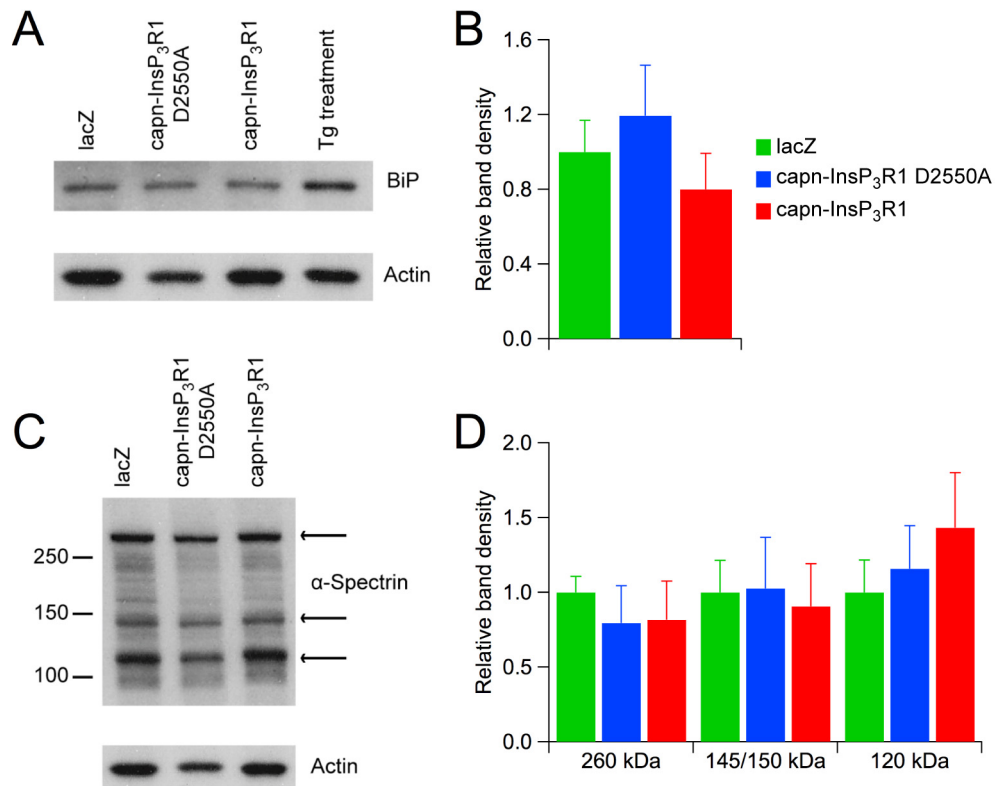 A
lacZ
capn-InsP₃R1
D2550A
capn-InsP₃R1
Tg treatment
BiP
Actin
B
Relative band density
1.6
1.2
0.8
0.4
0.0
lacZ
capn-InsP₃R1 D2550A
capn-InsP₃R1
C
lacZ
capn-InsP₃R1
D2550A
capn-InsP₃R1
250
150
100
α-Spectrin
Actin
D
Relative band density
2.0
1.5
1.0
0.5
0.0
260 kDa
145/150 kDa
120 kDa